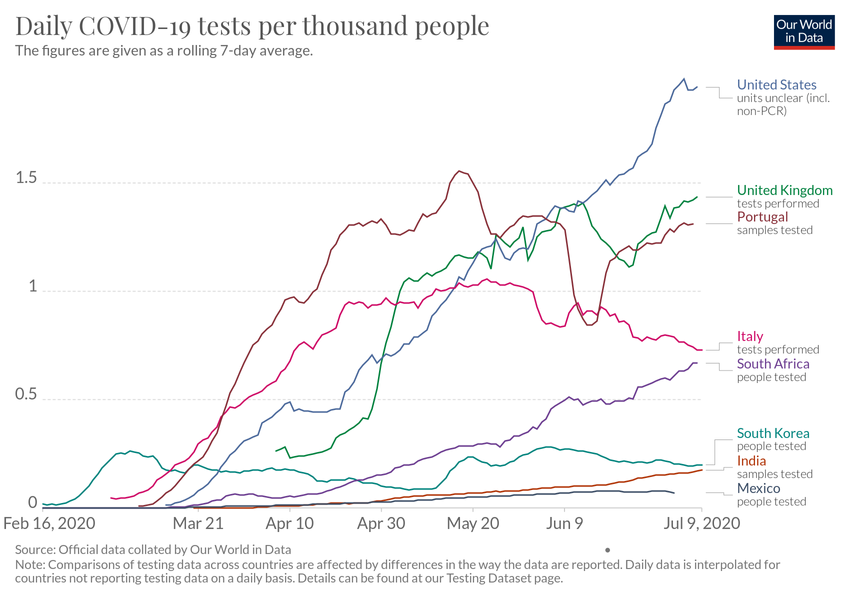 Daily COVID-19 tests per thousand people
The figures are given as a rolling 7-day average.
Our World
in Data
United States
units unclear (incl.
non-PCR)
1.5
United Kingdom
tests performed
Portugal
samples tested
1
Italy
tests performed
South Africa
people tested
0.5
South Korea
people tested
India
samples tested
Mexico
people tested
0
Feb 16, 2020 Mar 21 Apr 10 Apr 30 May 20 Jun 9 Jul 9, 2020
Source: Official data collated by Our World in Data
Note: Comparisons of testing data across countries are affected by differences in the way the data are reported. Daily data is interpolated for
countries not reporting testing data on a daily basis. Details can be found at our Testing Dataset page.